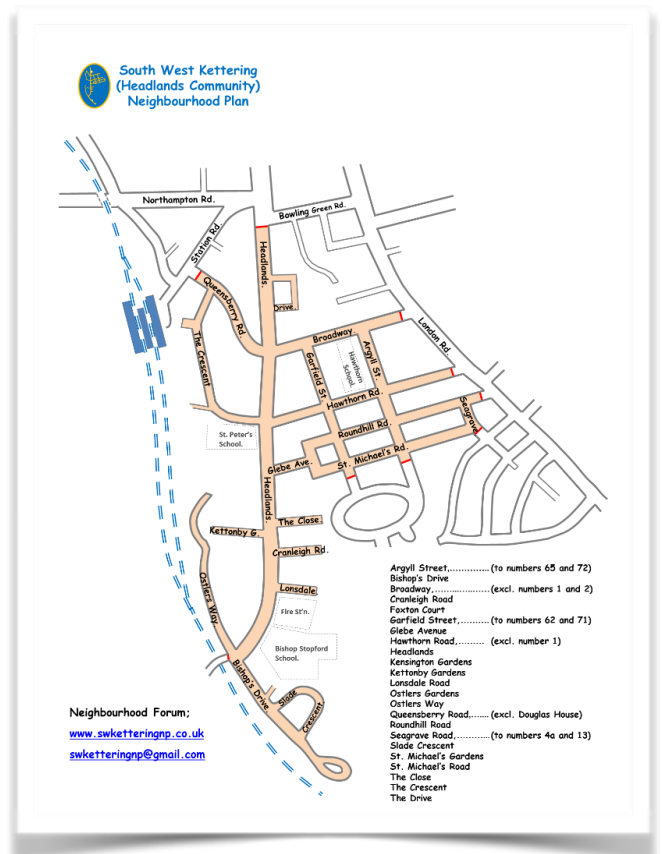 South West Kettering
(Headlands Community)
Neighbourhood Plan
Northampton Rd.
Bowling Green Rd.
Station Rd.
Headlands.
Queensberry Rd.
Drive.
London Rd.
Broadway
The Crescent
Garfield St.
Hawthorn
School.
Argyll St.
Hawthorn Rd.
Seagrave
St. Peter's
School.
Roundhill Rd.
St. Michael's Rd.
Glebe Ave.
Headlands.
Kettonby G.
The Close.
Cranleigh Rd.
Ostlers Way
Lonsdale
Fire St'n.
Bishop Stopford
School.
Bishop's Drive
Slade
Crescent.
Argyll Street,.............(to numbers 65 and 72)
Bishop's Drive
Broadway,..................(excl. numbers 1 and 2)
Cranleigh Road
Foxton Court
Garfield Street,..........(to numbers 62 and 71)
Glebe Avenue
Hawthorn Road,......... (excl. number 1)
Headlands
Kensington Gardens
Kettonby Gardens
Lonsdale Road
Ostlers Gardens
Ostlers Way
Queensberry Road,......(excl. Douglas House)
Roundhill Road
Seagrave Road,...........(to numbers 4a and 13)
Slade Crescent
St. Michael's Gardens
St. Michael's Road
The Close
The Crescent
The Drive
Neighbourhood Forum;
www.swketteringnp.co.uk
swketteringnp@gmail.com